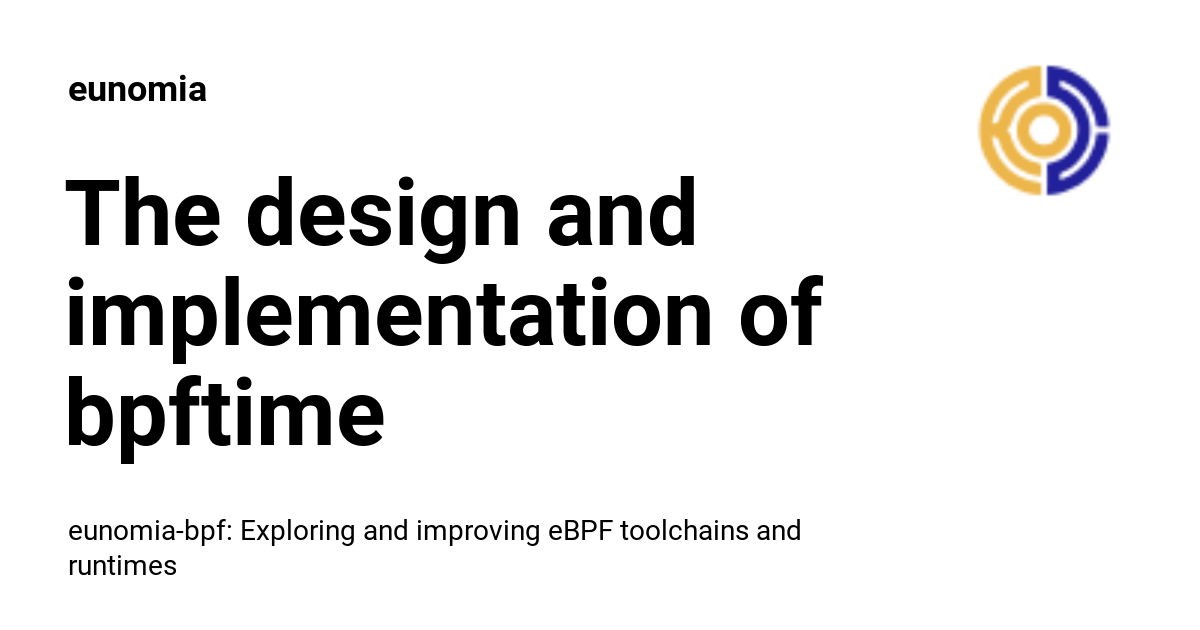 eunomia
The design and
implementation of
bpftime
eunomia-bpf: Exploring and improving eBPF toolchains and
runtimes